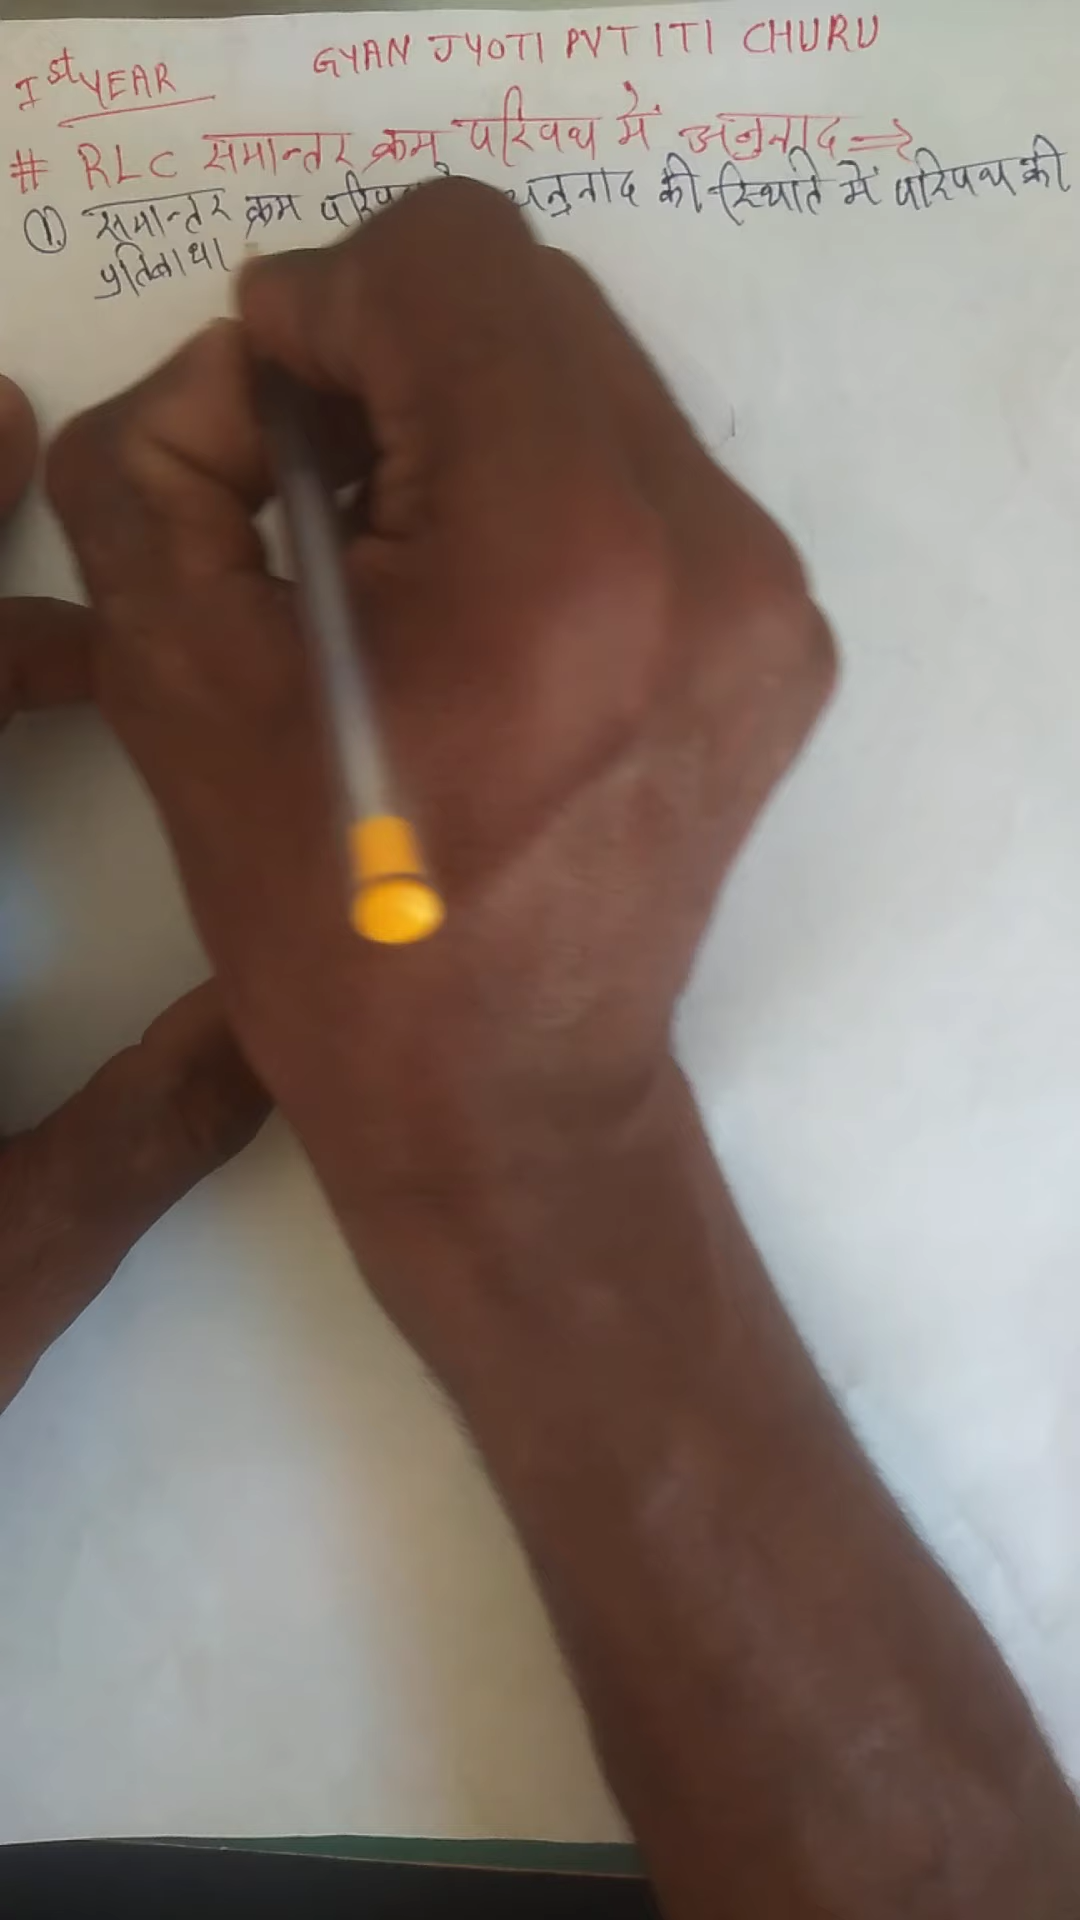 GYAN JYOTI PVT ITI CHURU
Ist YEAR
# RLC समान्तर क्रम परिपथ में अनुनाद ⇒
①. समान्तर क्रम अनुनाद की स्थिति में परिपथ की
प्रतिबाधा